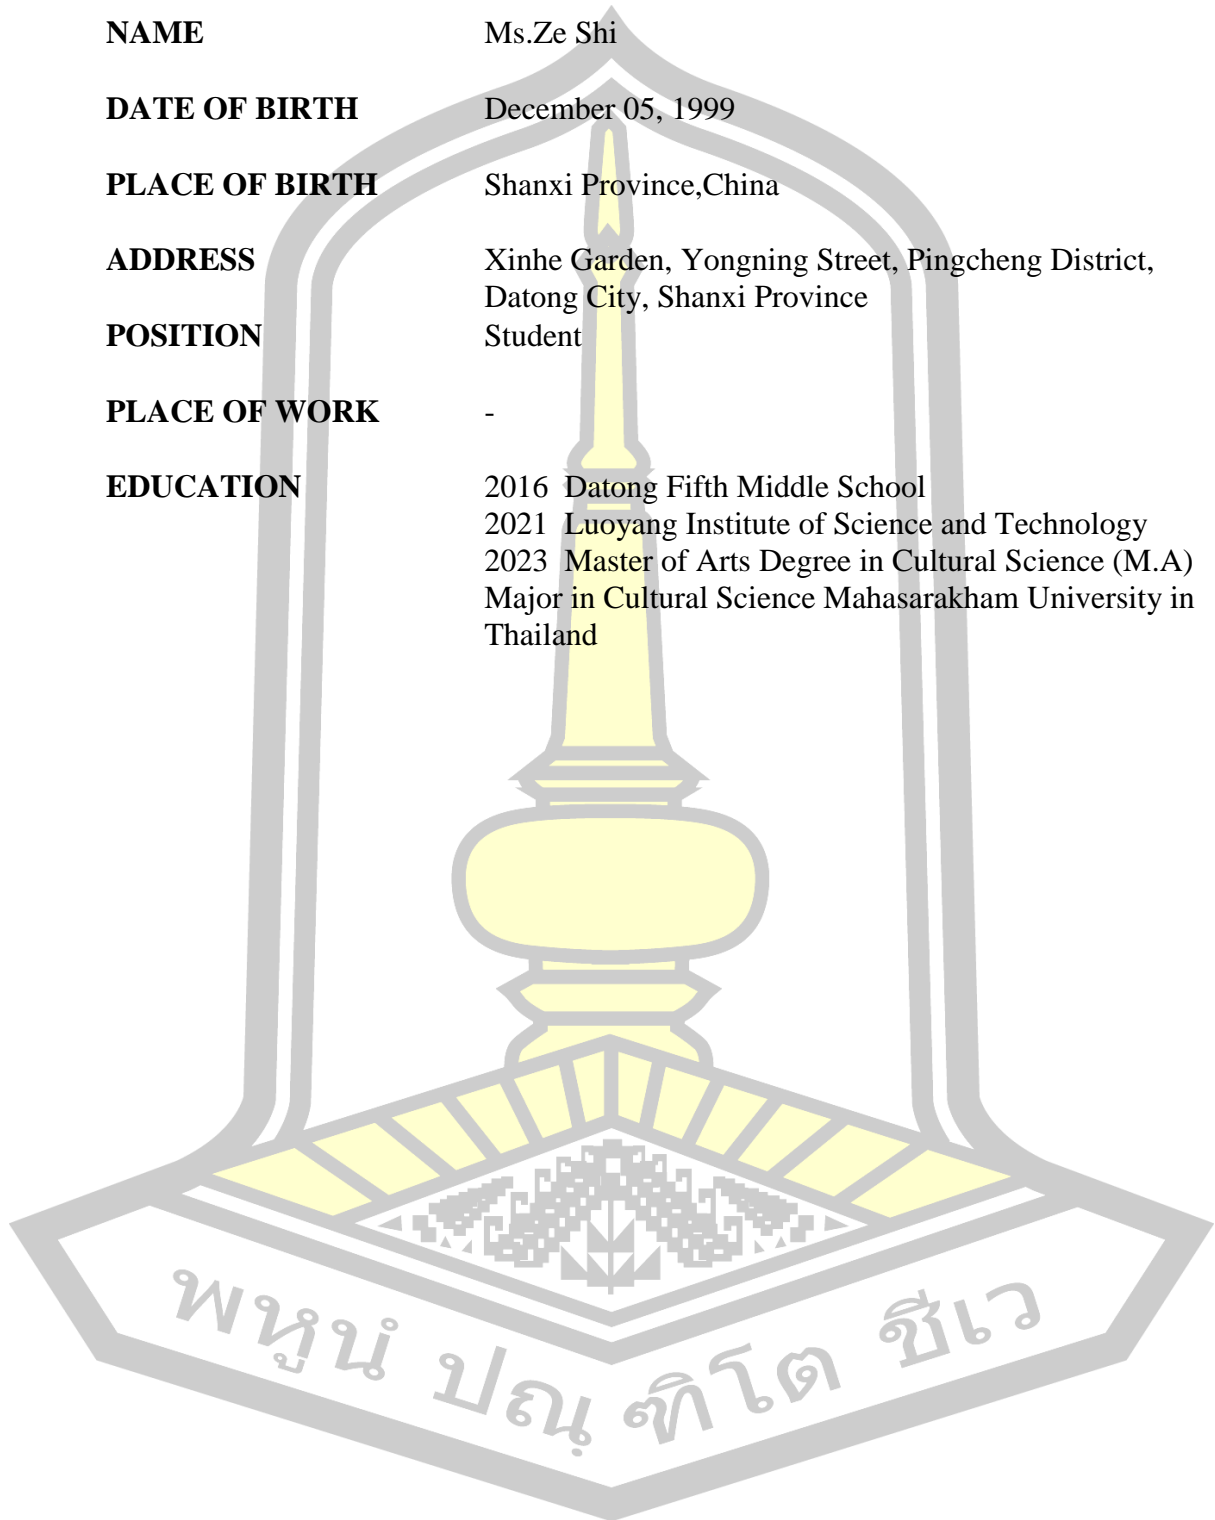 NAME Ms.Ze Shi
DATE OF BIRTH December 05, 1999
PLACE OF BIRTH Shanxi Province,China
ADDRESS Xinhe Garden, Yongning Street, Pingcheng District,
Datong City, Shanxi Province
POSITION Student
PLACE OF WORK -
EDUCATION 2016 Datong Fifth Middle School
2021 Luoyang Institute of Science and Technology
2023 Master of Arts Degree in Cultural Science (M.A)
Major in Cultural Science Mahasarakham University in
Thailand
พหูนํ ปณฺฑิโต ชีเว